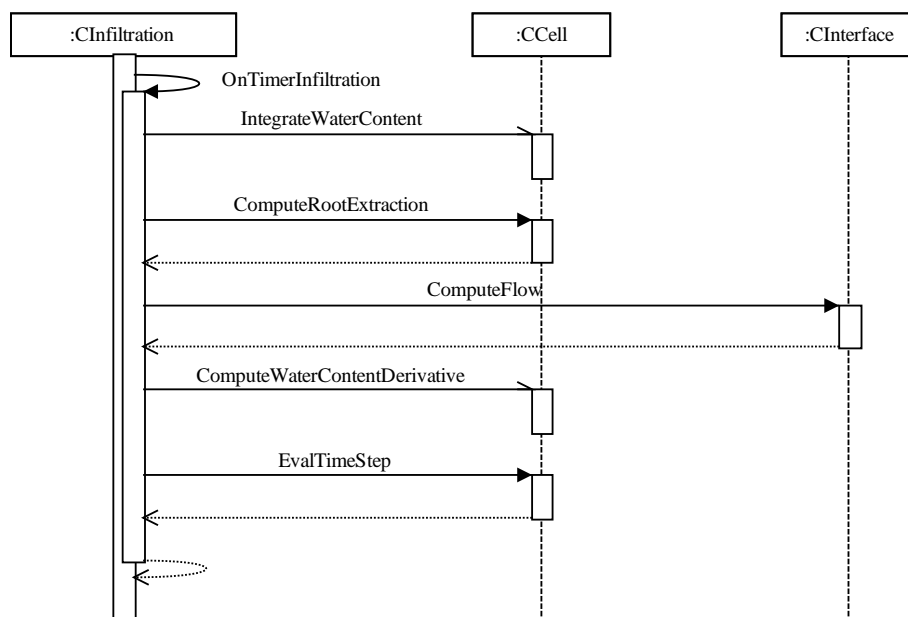 :CInfiltration
:CCell
:CInterface
OnTimerInfiltration
IntegrateWaterContent
ComputeRootExtraction
ComputeFlow
ComputeWaterContentDerivative
EvalTimeStep